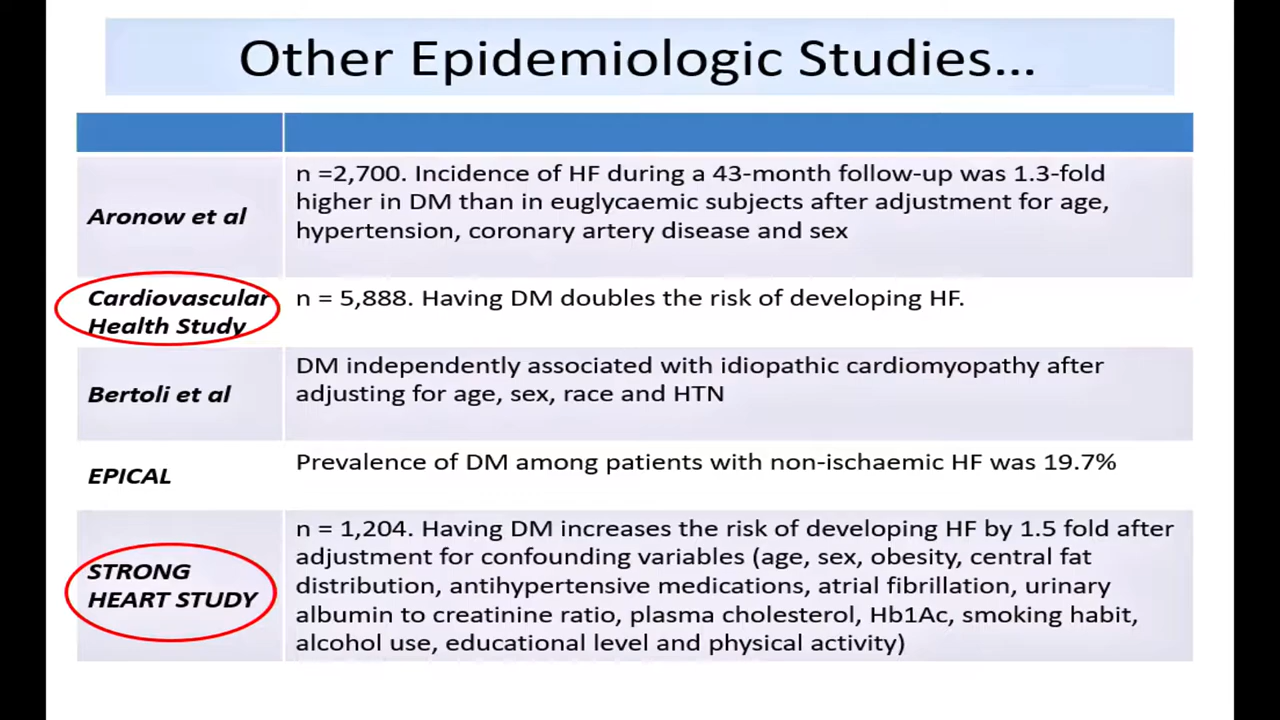 Other Epidemiologic Studies...
Aronow et al
n =2,700. Incidence of HF during a 43-month follow-up was 1.3-fold
higher in DM than in euglycaemic subjects after adjustment for age,
hypertension, coronary artery disease and sex
Cardiovascular
Health Study
n = 5,888. Having DM doubles the risk of developing HF.
Bertoli et al
DM independently associated with idiopathic cardiomyopathy after
adjusting for age, sex, race and HTN
EPICAL
Prevalence of DM among patients with non-ischaemic HF was 19.7%
STRONG
HEART STUDY
n = 1,204. Having DM increases the risk of developing HF by 1.5 fold after
adjustment for confounding variables (age, sex, obesity, central fat
distribution, antihypertensive medications, atrial fibrillation, urinary
albumin to creatinine ratio, plasma cholesterol, Hb1Ac, smoking habit,
alcohol use, educational level and physical activity)